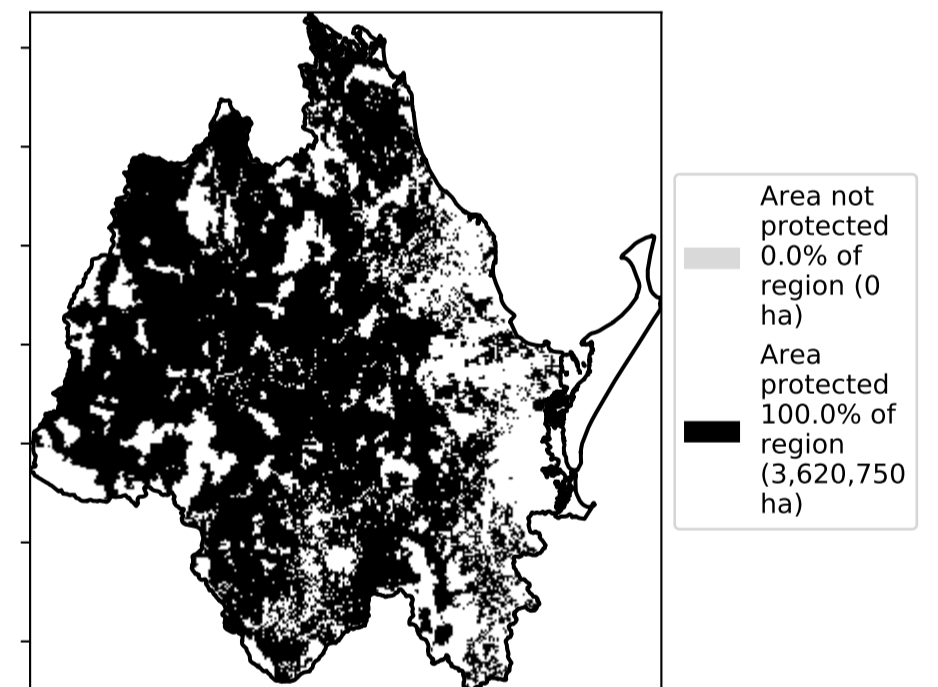 Area not
protected
0.0% of
region (0
ha)
Area
protected
100.0% of
region
(3,620,750
ha)